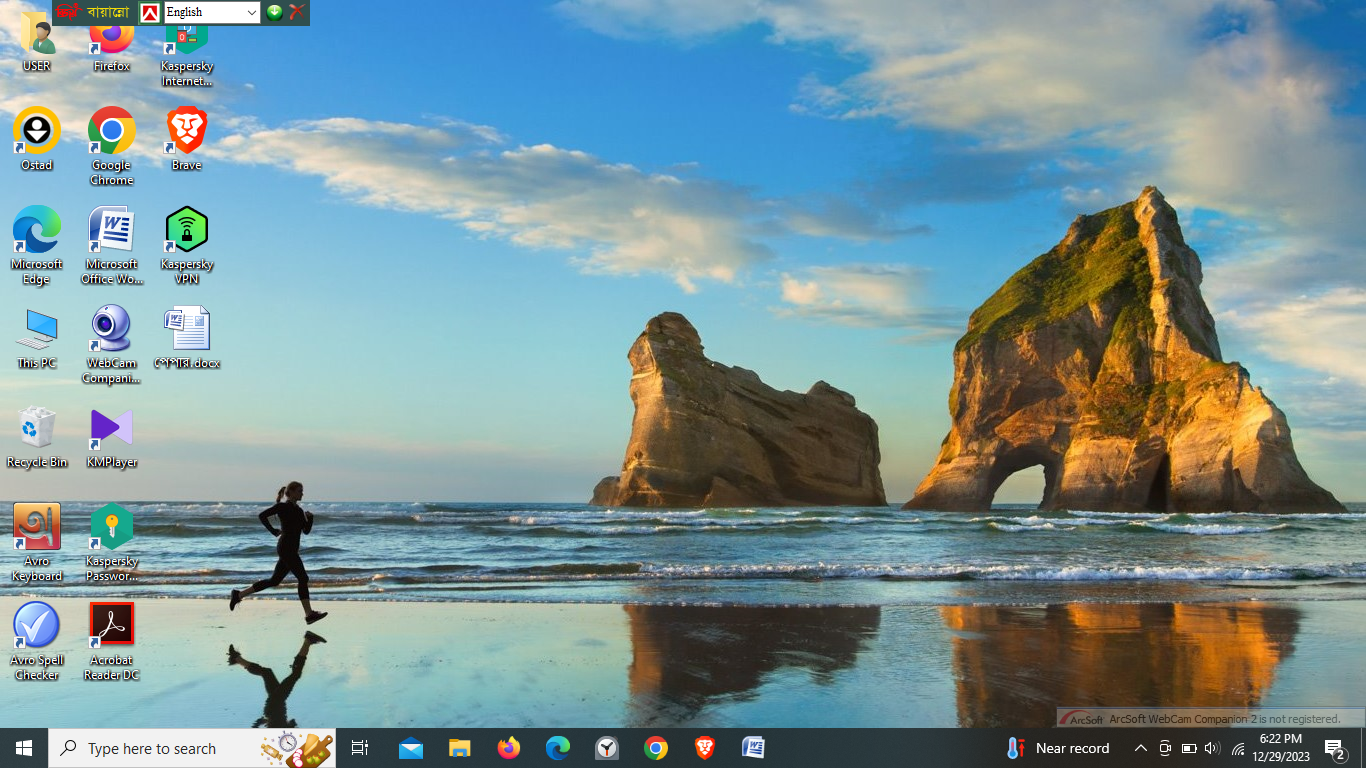 বায়ান্নো
English
USER
Firefox
Kaspersky
Internet...
Ostad
Google
Chrome
Brave
Microsoft
Edge
Microsoft
Office Wo...
Kaspersky
VPN
This PC
WebCam
Compani...
পেপার.docx
Recycle Bin
KMPlayer
Avro
Keyboard
Kaspersky
Passwor...
Avro Spell
Checker
Acrobat
Reader DC
ArcSoft ArcSoft WebCam Companion 2 is not registered.
Type here to search
Near record
6:22 PM
12/29/2023
2